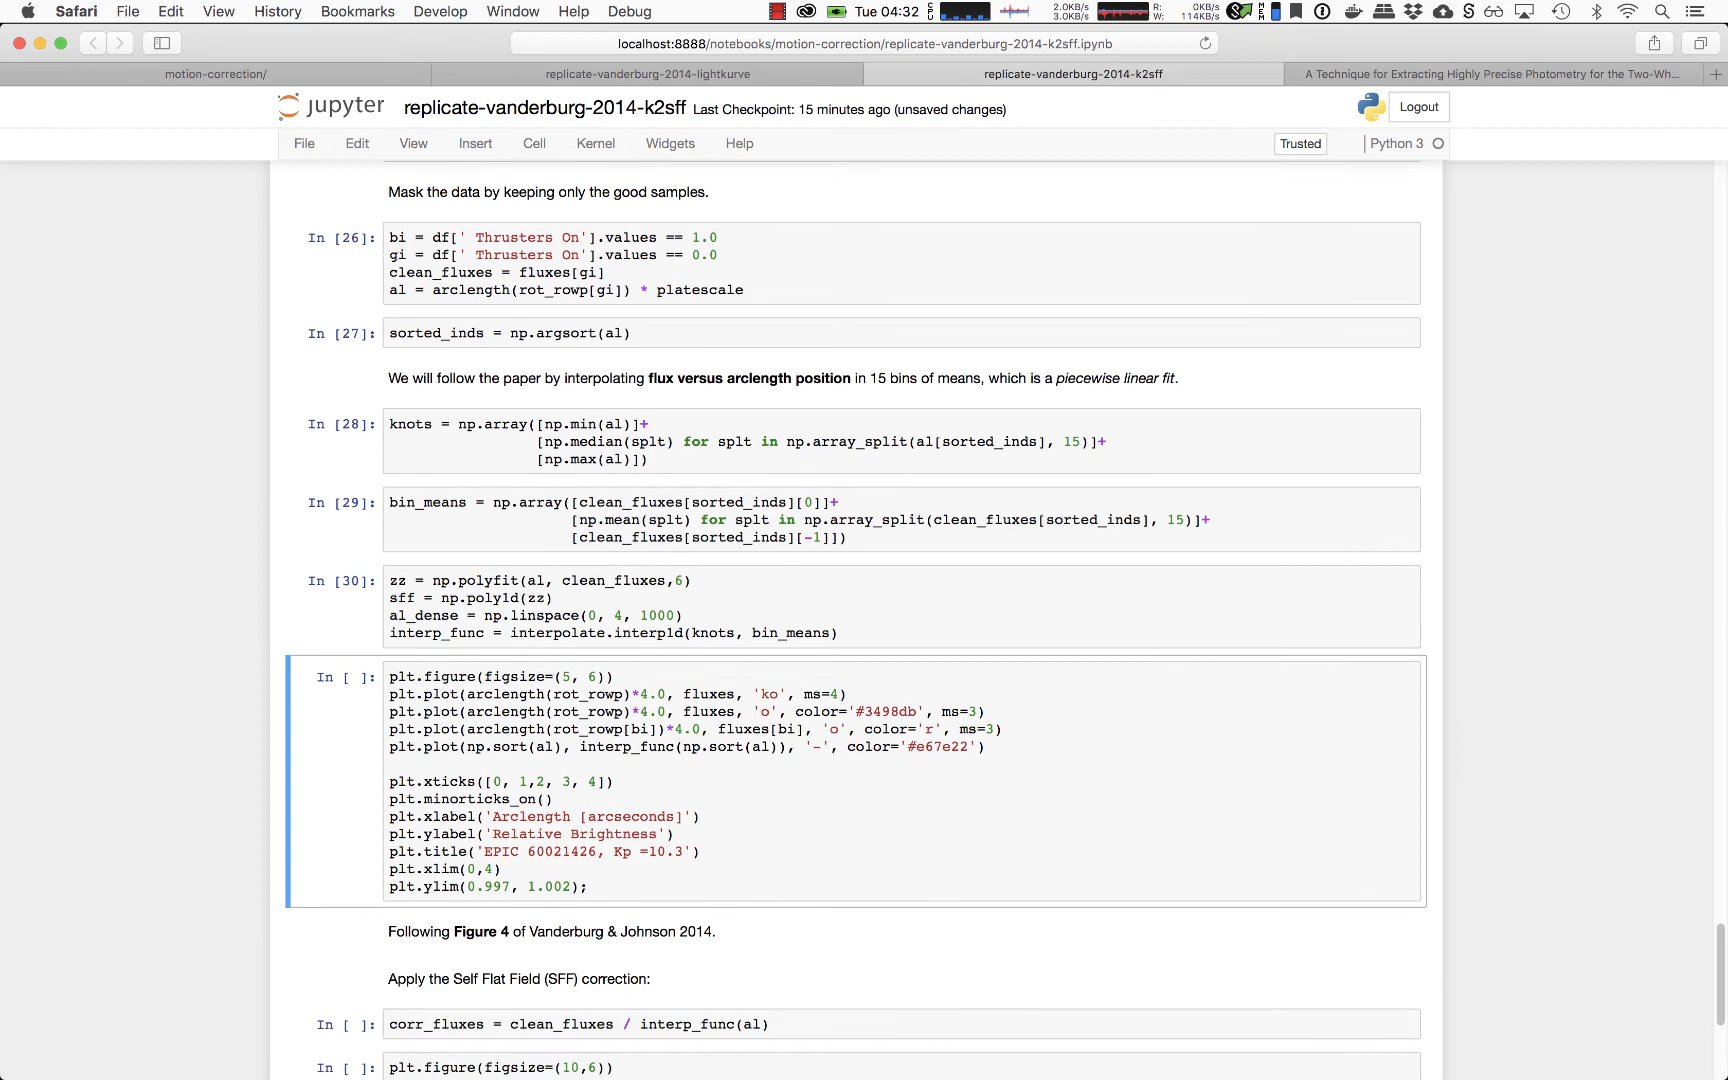 Safari File Edit View History Bookmarks Develop Window Help Debug Tue 04:32 2.0KB/s 3.0KB/s R: W: 0KB/s 114KB/s
localhost:8888/notebooks/motion-correction/replicate-vanderburg-2014-k2sff.ipynb
motion-correction/ replicate-vanderburg-2014-lightkurve replicate-vanderburg-2014-k2sff A Technique for Extracting Highly Precise Photometry for the Two-Wh...
jupyter replicate-vanderburg-2014-k2sff Last Checkpoint: 15 minutes ago (unsaved changes) Logout
File Edit View Insert Cell Kernel Widgets Help Trusted Python 3
Mask the data by keeping only the good samples.
In [26]: bi = df[' Thrusters On'].values == 1.0
gi = df[' Thrusters On'].values == 0.0
clean_fluxes = fluxes[gi]
al = arclength(rot_rowp[gi]) * platescale
In [27]: sorted_inds = np.argsort(al)
We will follow the paper by interpolating flux versus arclength position in 15 bins of means, which is a piecewise linear fit.
In [28]: knots = np.array([np.min(al)]+
[np.median(splt) for splt in np.array_split(al[sorted_inds], 15)]+
[np.max(al)])
In [29]: bin_means = np.array([clean_fluxes[sorted_inds][0]]+
[np.mean(splt) for splt in np.array_split(clean_fluxes[sorted_inds], 15)]+
[clean_fluxes[sorted_inds][-1]])
In [30]: zz = np.polyfit(al, clean_fluxes,6)
sff = np.poly1d(zz)
al_dense = np.linspace(0, 4, 1000)
interp_func = interpolate.interp1d(knots, bin_means)
In [ ]: plt.figure(figsize=(5, 6))
plt.plot(arclength(rot_rowp)*4.0, fluxes, 'ko', ms=4)
plt.plot(arclength(rot_rowp)*4.0, fluxes, 'o', color='#3498db', ms=3)
plt.plot(arclength(rot_rowp[bi])*4.0, fluxes[bi], 'o', color='r', ms=3)
plt.plot(np.sort(al), interp_func(np.sort(al)), '-', color='#e67e22')
plt.xticks([0, 1,2, 3, 4])
plt.minorticks_on()
plt.xlabel('Arclength [arcseconds]')
plt.ylabel('Relative Brightness')
plt.title('EPIC 60021426, Kp =10.3')
plt.xlim(0,4)
plt.ylim(0.997, 1.002);
Following Figure 4 of Vanderburg & Johnson 2014.
Apply the Self Flat Field (SFF) correction:
In [ ]: corr_fluxes = clean_fluxes / interp_func(al)
In [ ]: plt.figure(figsize=(10,6))